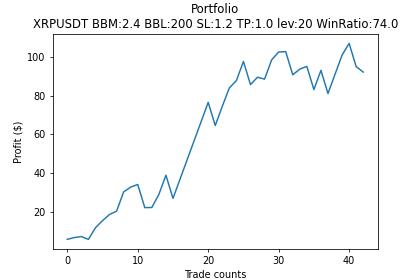 Portfolio
XRPUSDT BBM:2.4 BBL:200 SL:1.2 TP:1.0 lev:20 WinRatio:74.0
100
80
60
40
20
Profit ($)
0
10
20
30
40
Trade counts